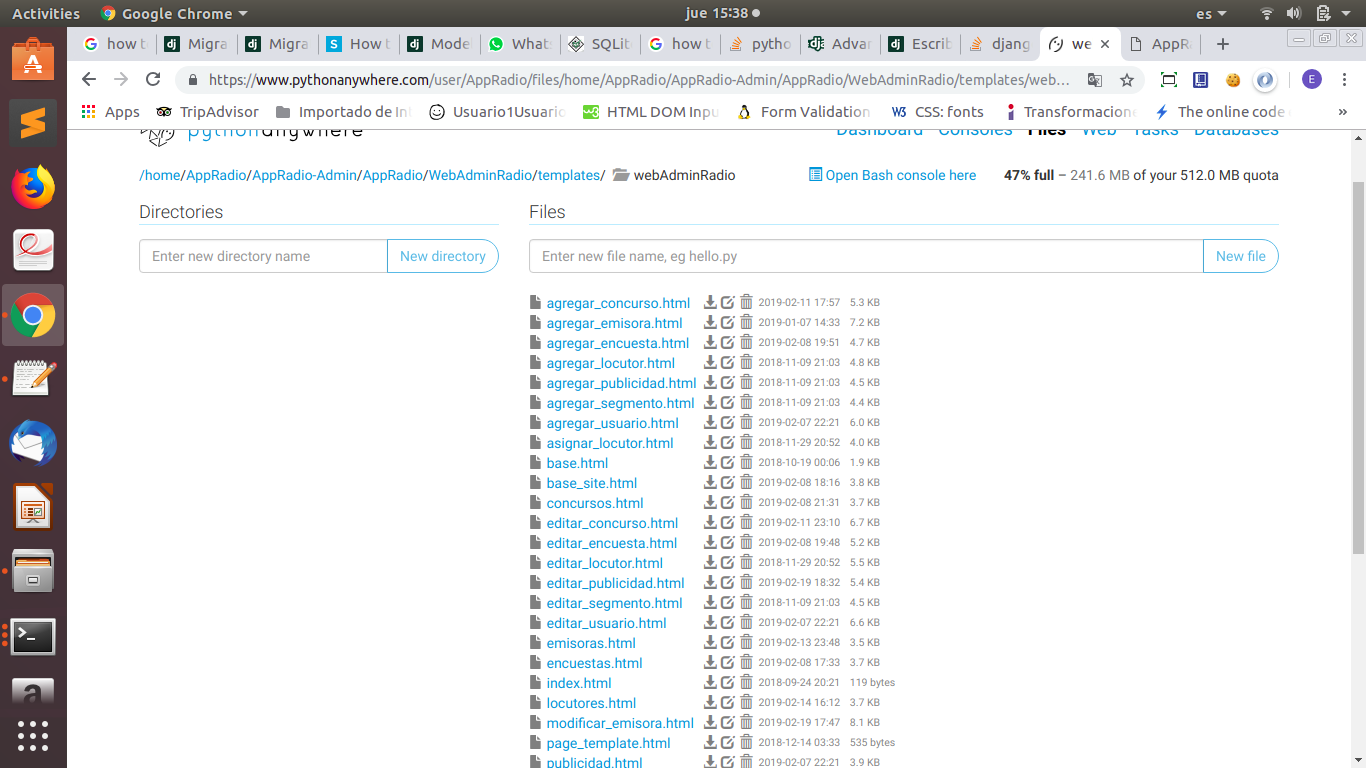 Activities Google Chrome jue 15:38 es
how t Migra Migra How t Mode What SQLit how t pytho Advar Escrib djang we AppRa
https://www.pythonanywhere.com/user/AppRadio/files/home/AppRadio/AppRadio-Admin/AppRadio/WebAdminRadio/templates/web... E
Apps TripAdvisor Importado de In Usuario1Usuario HTML DOM Inpu Form Validation CSS: fonts Transformacione The online code »
pythonanywhere Dashboard Consoles Files Web Tasks Databases
/home/AppRadio/AppRadio-Admin/AppRadio/WebAdminRadio/templates/ webAdminRadio Open Bash console here 47% full – 241.6 MB of your 512.0 MB quota
Directories Files
Enter new directory name New directory Enter new file name, eg hello.py New file
agregar_concurso.html 2019-02-11 17:57 5.3 KB
agregar_emisora.html 2019-01-07 14:33 7.2 KB
agregar_encuesta.html 2019-02-08 19:51 4.7 KB
agregar_locutor.html 2018-11-09 21:03 4.8 KB
agregar_publicidad.html 2018-11-09 21:03 4.5 KB
agregar_segmento.html 2018-11-09 21:03 4.4 KB
agregar_usuario.html 2019-02-07 22:21 6.0 KB
asignar_locutor.html 2018-11-29 20:52 4.0 KB
base.html 2018-10-19 00:06 1.9 KB
base_site.html 2019-02-08 18:16 3.8 KB
concursos.html 2019-02-08 21:31 3.7 KB
editar_concurso.html 2019-02-11 23:10 6.7 KB
editar_encuesta.html 2019-02-08 19:48 5.2 KB
editar_locutor.html 2018-11-29 20:52 5.5 KB
editar_publicidad.html 2019-02-19 18:32 5.4 KB
editar_segmento.html 2018-11-09 21:03 4.5 KB
editar_usuario.html 2019-02-07 22:21 6.6 KB
emisoras.html 2019-02-13 23:48 3.5 KB
encuestas.html 2019-02-08 17:33 3.7 KB
index.html 2018-09-24 20:21 119 bytes
locutores.html 2019-02-14 16:12 3.7 KB
modificar_emisora.html 2019-02-19 17:47 8.1 KB
page_template.html 2018-12-14 03:33 535 bytes
publicidad.html 2019-02-07 22:21 3.9 KB